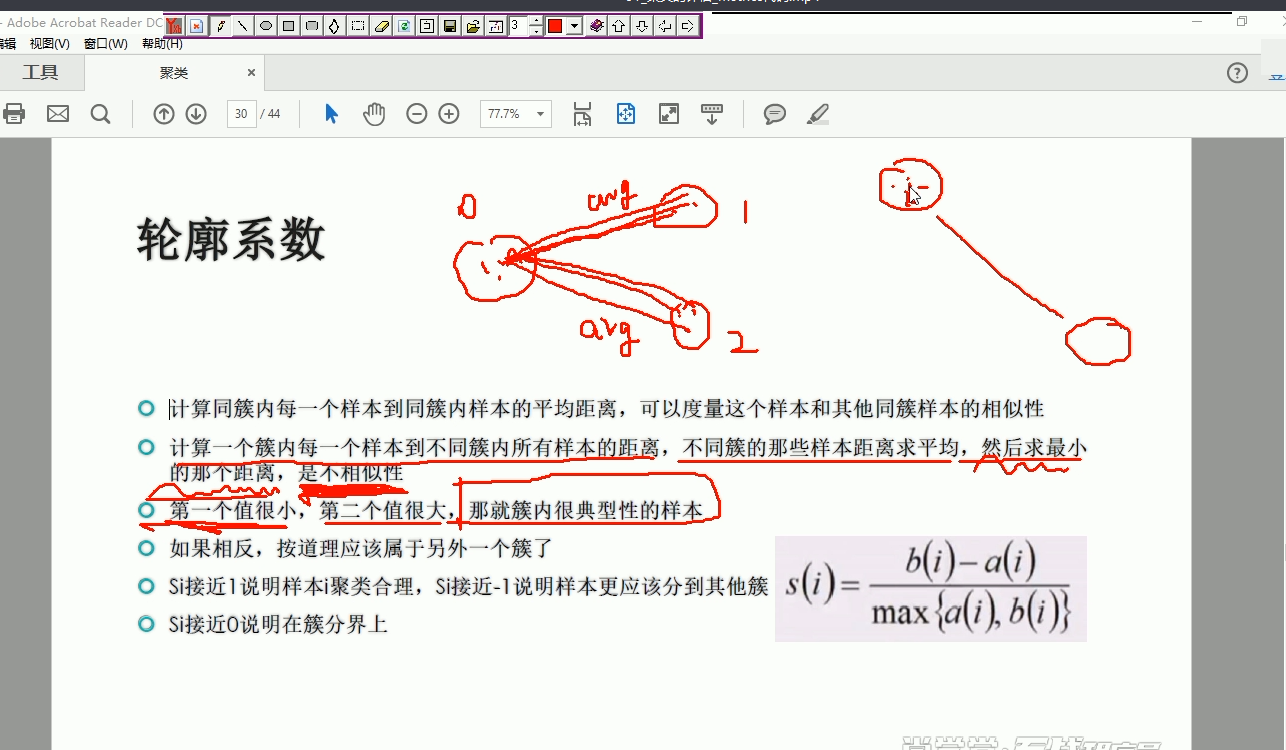 - Adobe Acrobat Reader DC
3
编辑 视图(V) 窗口(W) 帮助(H)
工具 聚类 ×
30 / 44 77.7%
avg
0 1
轮廓系数
avg 2
计算同簇内每一个样本到同簇内样本的平均距离，可以度量这个样本和其他同簇样本的相似性
计算一个簇内每一个样本到不同簇内所有样本的距离，不同簇的那些样本距离求平均，然后求最小
的那个距离，是不相似性
第一个值很小，第二个值很大，那就簇内很典型性的样本
如果相反，按道理应该属于另外一个簇了
Si接近1说明样本i聚类合理，Si接近-1说明样本更应该分到其他簇
Si接近0说明在簇分界上
s(i) = b(i) − a(i) / max{a(i), b(i)}